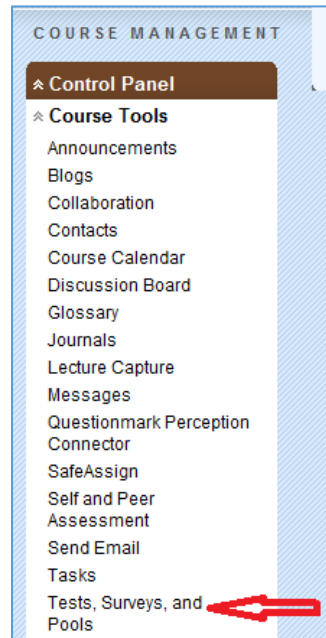 COURSE MANAGEMENT
Control Panel
Course Tools
Announcements
Blogs
Collaboration
Contacts
Course Calendar
Discussion Board
Glossary
Journals
Lecture Capture
Messages
Questionmark Perception
Connector
SafeAssign
Self and Peer
Assessment
Send Email
Tasks
Tests, Surveys, and
Pools